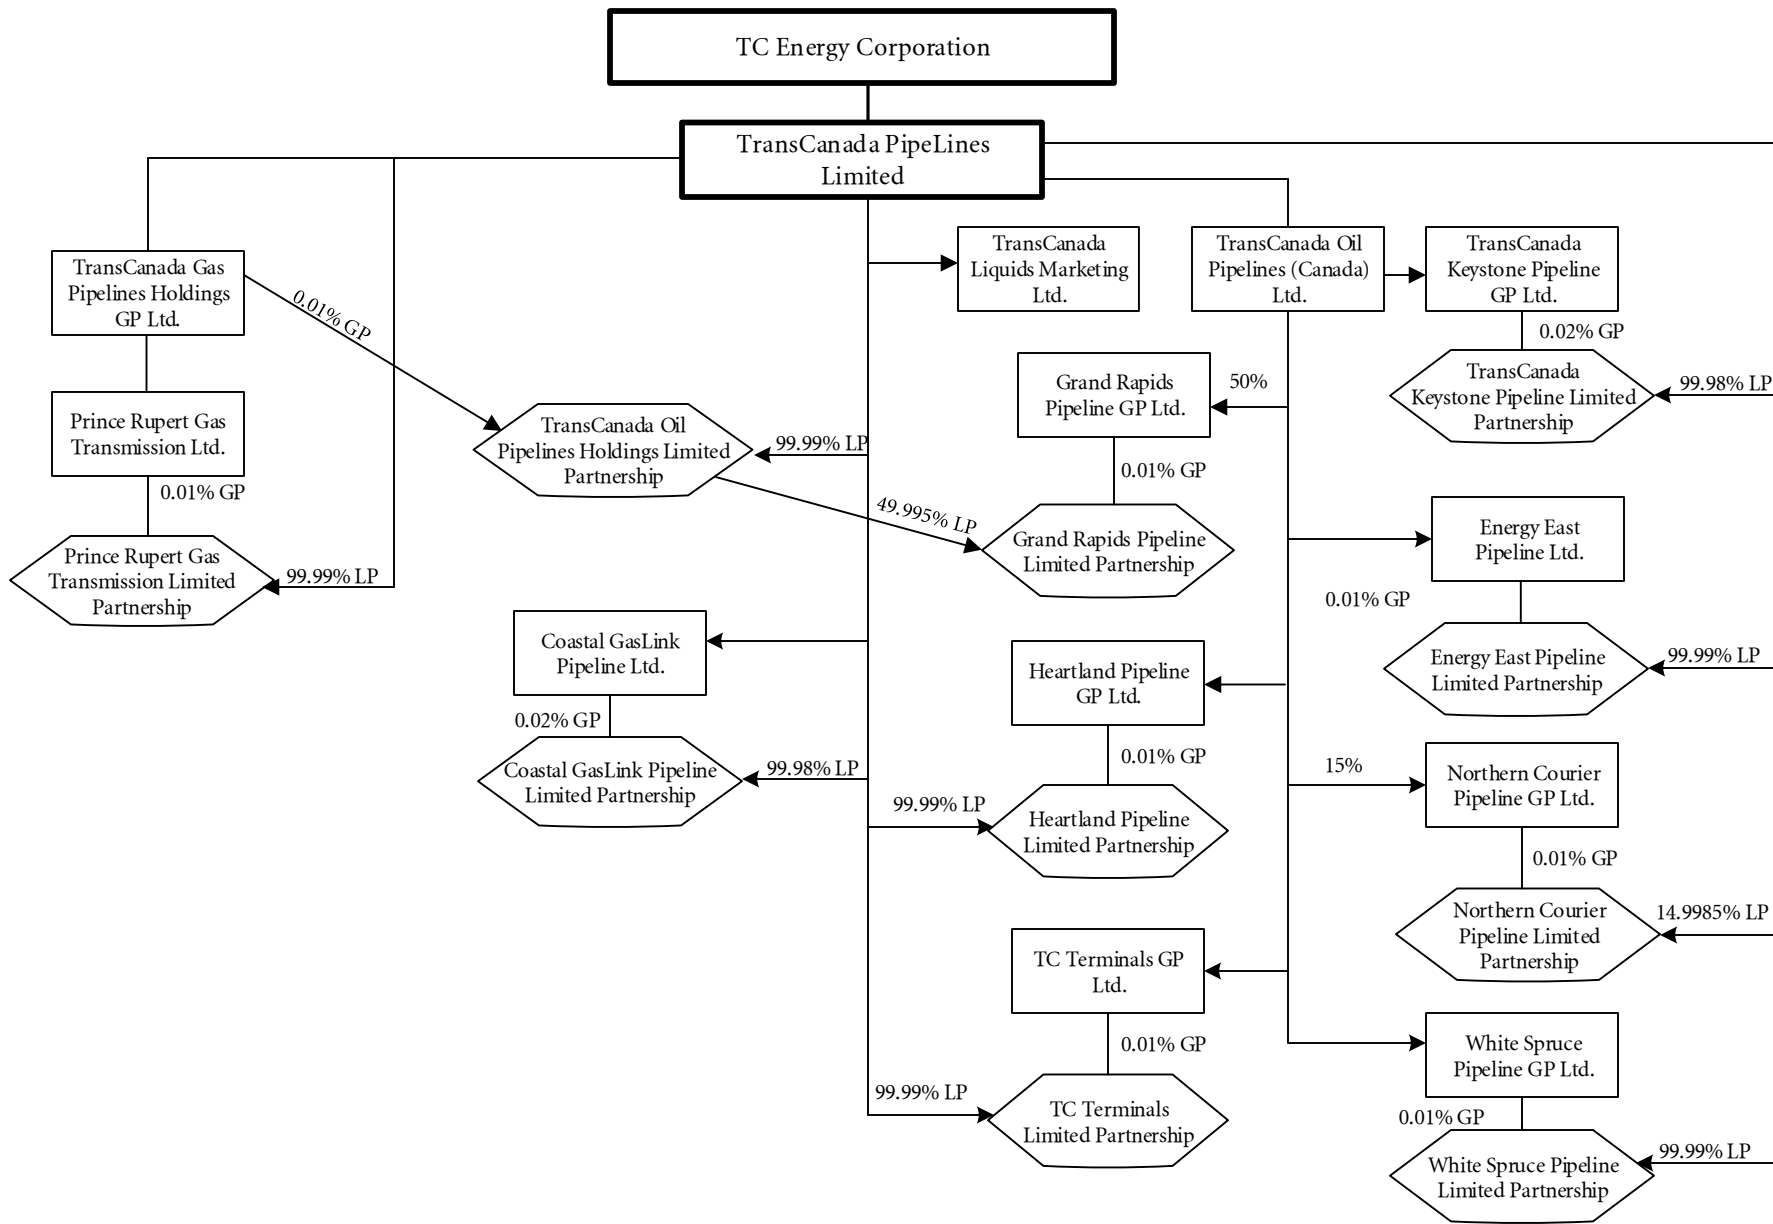 TC Energy Corporation
TransCanada PipeLines
Limited
TransCanada Gas
Pipelines Holdings
GP Ltd.
0.01% GP
Prince Rupert Gas
Transmission Ltd.
0.01% GP
Prince Rupert Gas
Transmission Limited
Partnership
99.99% LP
TransCanada Oil
Pipelines Holdings Limited
Partnership
99.99% LP
49.995% LP
Coastal GasLink
Pipeline Ltd.
0.02% GP
Coastal GasLink Pipeline
Limited Partnership
99.98% LP
TransCanada
Liquids Marketing
Ltd.
TransCanada Oil
Pipelines (Canada)
Ltd.
TransCanada
Keystone Pipeline
GP Ltd.
0.02% GP
TransCanada
Keystone Pipeline Limited
Partnership
99.98% LP
Grand Rapids
Pipeline GP Ltd.
50%
0.01% GP
Grand Rapids Pipeline
Limited Partnership
Energy East
Pipeline Ltd.
0.01% GP
Energy East Pipeline
Limited Partnership
99.99% LP
Heartland Pipeline
GP Ltd.
0.01% GP
99.99% LP
Heartland Pipeline
Limited Partnership
15%
Northern Courier
Pipeline GP Ltd.
0.01% GP
Northern Courier
Pipeline Limited
Partnership
14.9985% LP
TC Terminals GP
Ltd.
0.01% GP
99.99% LP
TC Terminals
Limited Partnership
White Spruce
Pipeline GP Ltd.
0.01% GP
White Spruce Pipeline
Limited Partnership
99.99% LP